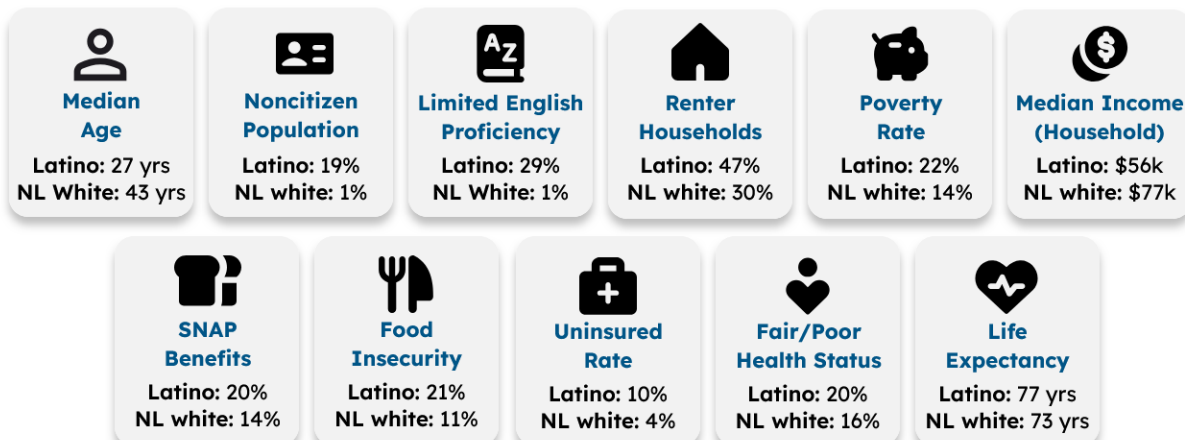 A Z
$
Median
Age
Latino: 27 yrs
NL White: 43 yrs
Noncitizen
Population
Latino: 19%
NL white: 1%
Limited English
Proficiency
Latino: 29%
NL White: 1%
Renter
Households
Latino: 47%
NL white: 30%
Poverty
Rate
Latino: 22%
NL white: 14%
Median Income
(Household)
Latino: $56k
NL white: $77k
SNAP
Benefits
Latino: 20%
NL white: 14%
Food
Insecurity
Latino: 21%
NL white: 11%
Uninsured
Rate
Latino: 10%
NL white: 4%
Fair/Poor
Health Status
Latino: 20%
NL white: 16%
Life
Expectancy
Latino: 77 yrs
NL white: 73 yrs